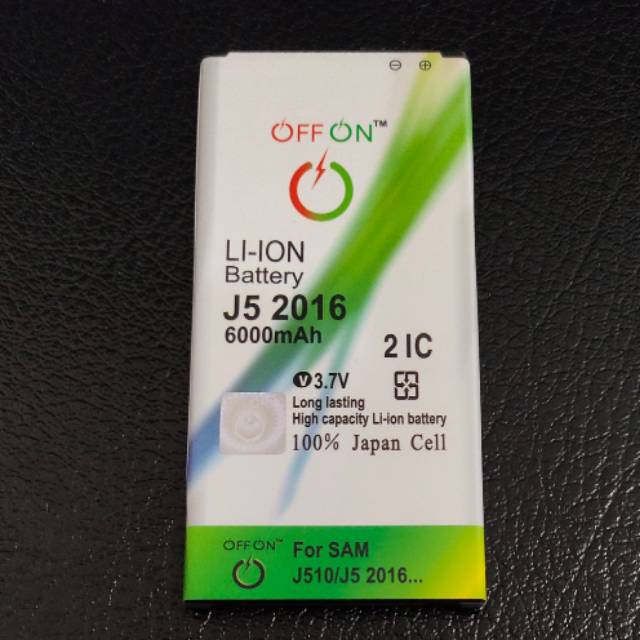 ⊖ ⊕
OFF ON™
LI-ION
Battery
J5 2016
6000mAh
2 IC
V 3.7V
Long lasting
High capacity Li-ion battery
100% Japan Cell
OFF ON™
For SAM
J510/J5 2016...